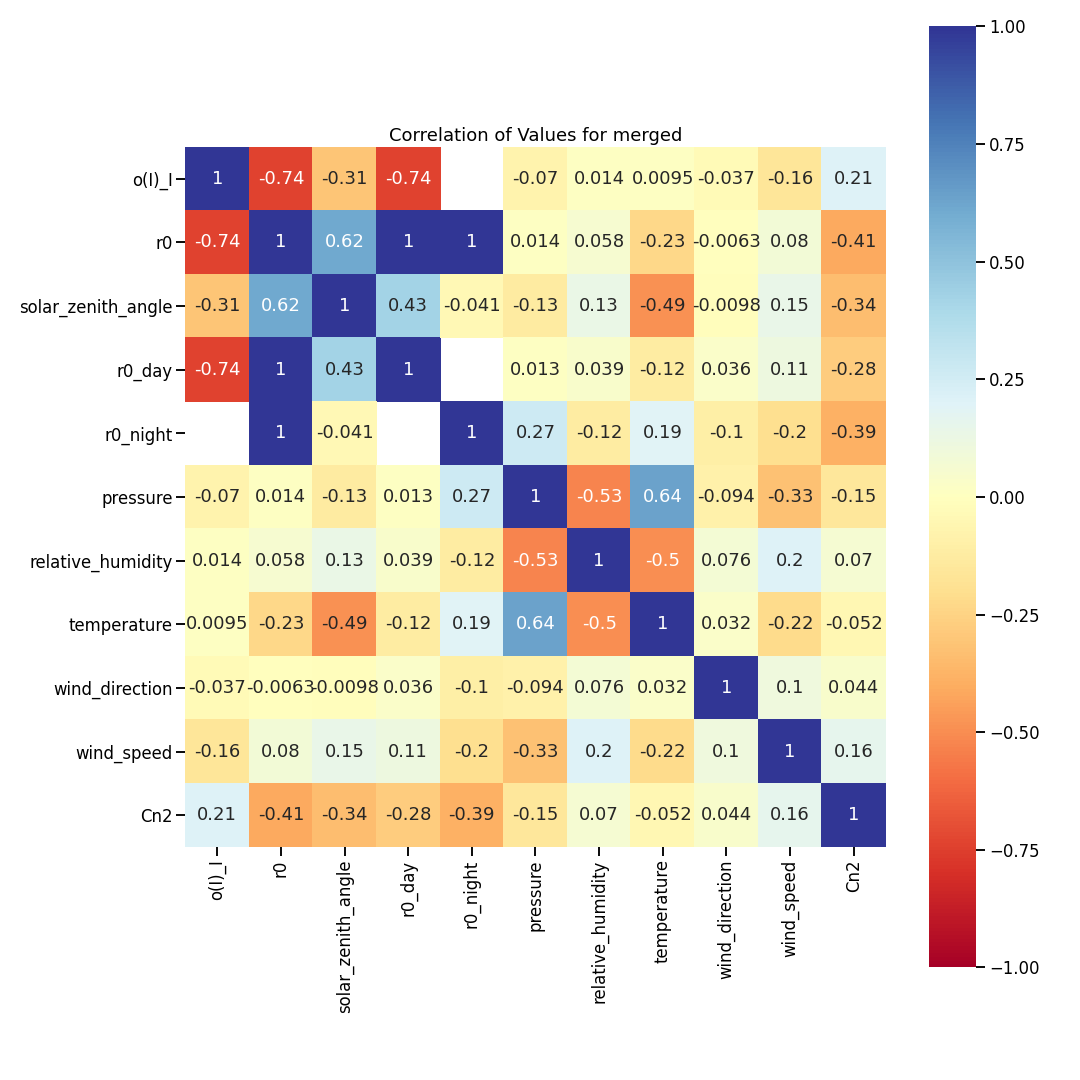 Correlation of Values for merged
o(I)_I 1 -0.74 -0.31 -0.74 -0.07 0.014 0.0095 -0.037 -0.16 0.21
r0 -0.74 1 0.62 1 1 0.014 0.058 -0.23 -0.0063 0.08 -0.41
solar_zenith_angle -0.31 0.62 1 0.43 -0.041 -0.13 0.13 -0.49 -0.0098 0.15 -0.34
r0_day -0.74 1 0.43 1 0.013 0.039 -0.12 0.036 0.11 -0.28
r0_night 1 -0.041 1 0.27 -0.12 0.19 -0.1 -0.2 -0.39
pressure -0.07 0.014 -0.13 0.013 0.27 1 -0.53 0.64 -0.094 -0.33 -0.15
relative_humidity 0.014 0.058 0.13 0.039 -0.12 -0.53 1 -0.5 0.076 0.2 0.07
temperature 0.0095 -0.23 -0.49 -0.12 0.19 0.64 -0.5 1 0.032 -0.22 -0.052
wind_direction -0.037 -0.0063 -0.0098 0.036 -0.1 -0.094 0.076 0.032 1 0.1 0.044
wind_speed -0.16 0.08 0.15 0.11 -0.2 -0.33 0.2 -0.22 0.1 1 0.16
Cn2 0.21 -0.41 -0.34 -0.28 -0.39 -0.15 0.07 -0.052 0.044 0.16 1
o(I)_I
r0
solar_zenith_angle
r0_day
r0_night
pressure
relative_humidity
temperature
wind_direction
wind_speed
Cn2
1.00
0.75
0.50
0.25
0.00
−0.25
−0.50
−0.75
−1.00